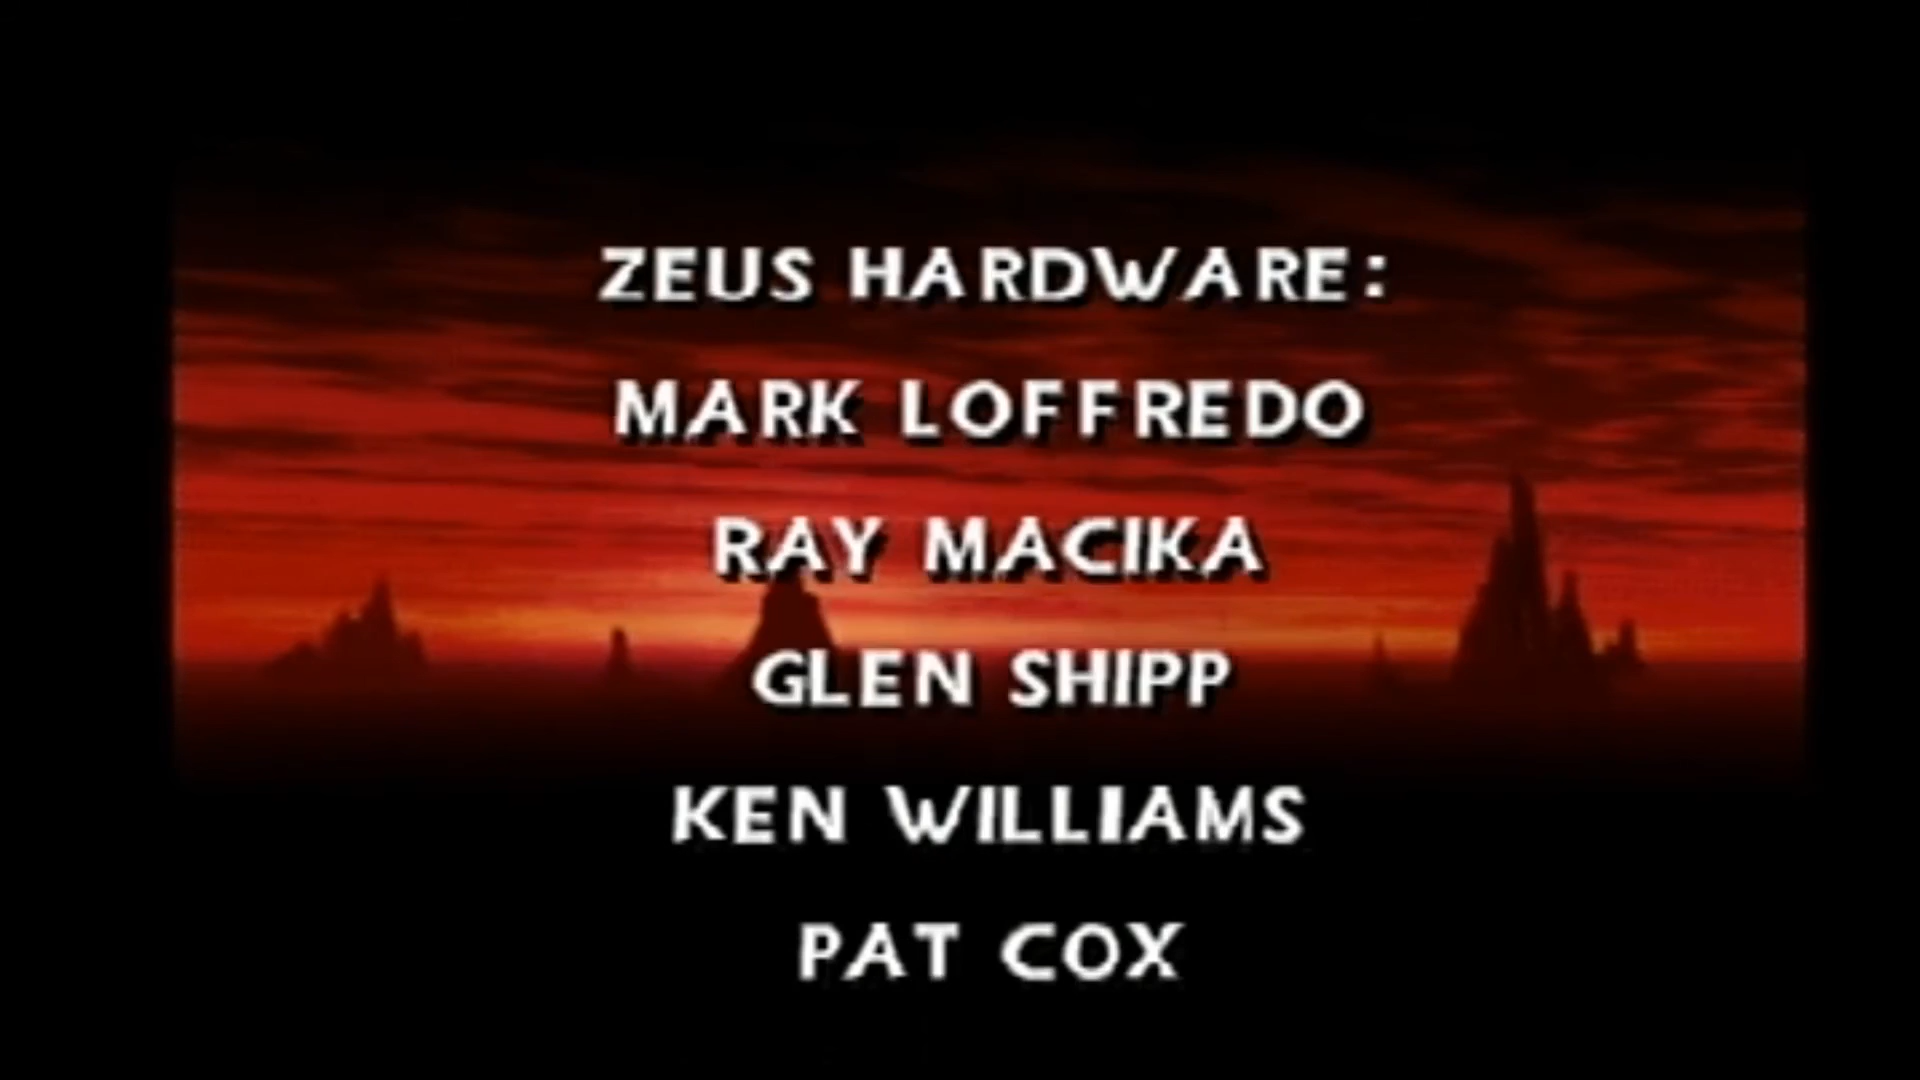 ZEUS HARDWARE:
MARK LOFFREDO
RAY MACIKA
GLEN SHIPP
KEN WILLIAMS
PAT COX